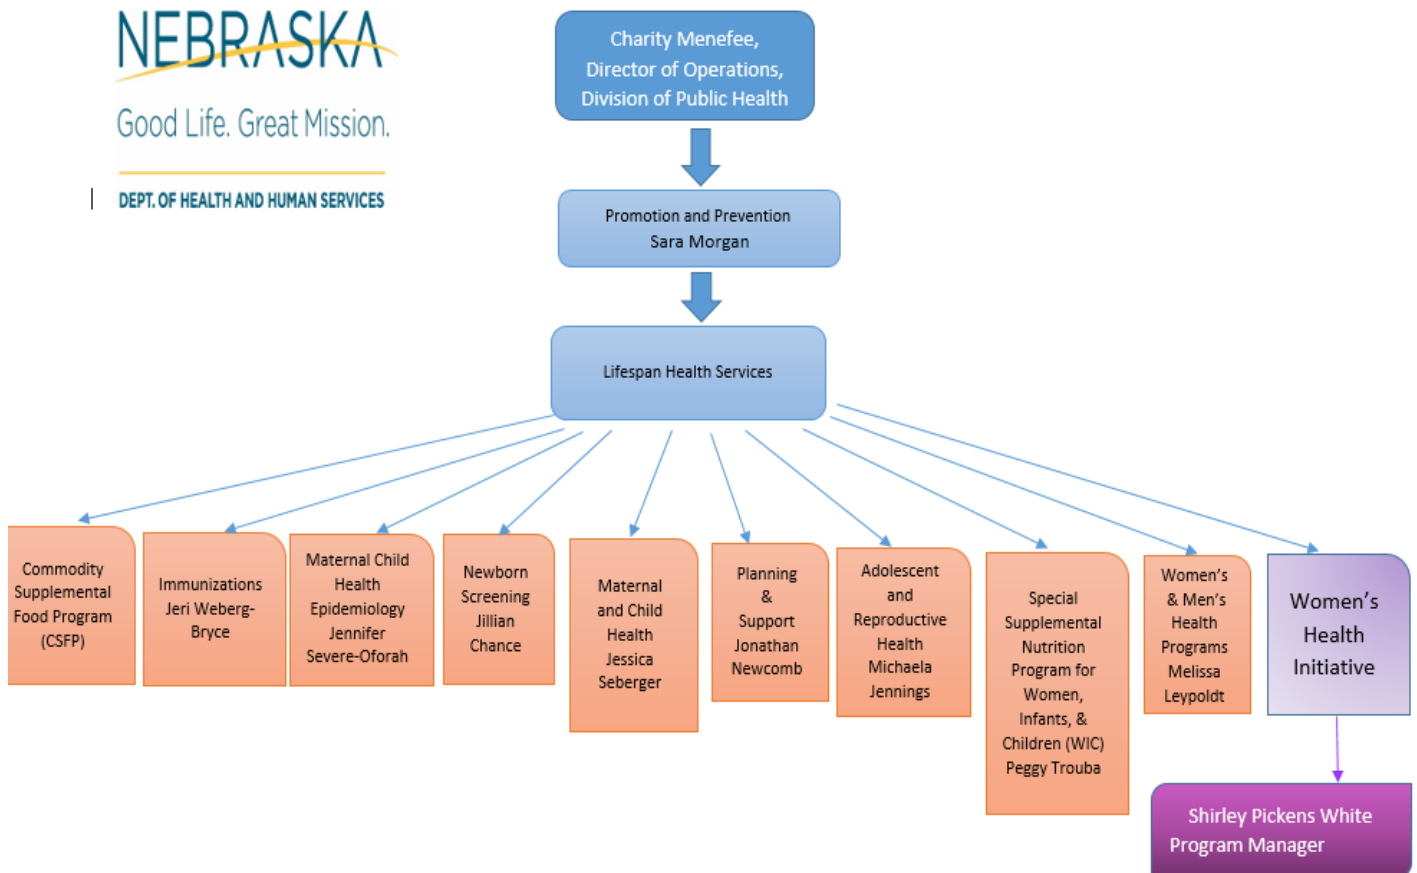 NEBRASKA
Good Life. Great Mission.
DEPT. OF HEALTH AND HUMAN SERVICES
Charity Menefee,
Director of Operations,
Division of Public Health
Promotion and Prevention
Sara Morgan
Lifespan Health Services
Commodity
Supplemental
Food Program
(CSFP)
Immunizations
Jeri Weberg-
Bryce
Maternal Child
Health
Epidemiology
Jennifer
Severe-Oforah
Newborn
Screening
Jillian
Chance
Maternal
and Child
Health
Jessica
Seberger
Planning
&
Support
Jonathan
Newcomb
Adolescent
and
Reproductive
Health
Michaela
Jennings
Special
Supplemental
Nutrition
Program for
Women,
Infants, &
Children (WIC)
Peggy Trouba
Women’s
& Men’s
Health
Programs
Melissa
Leypoldt
Women’s
Health
Initiative
Shirley Pickens White
Program Manager